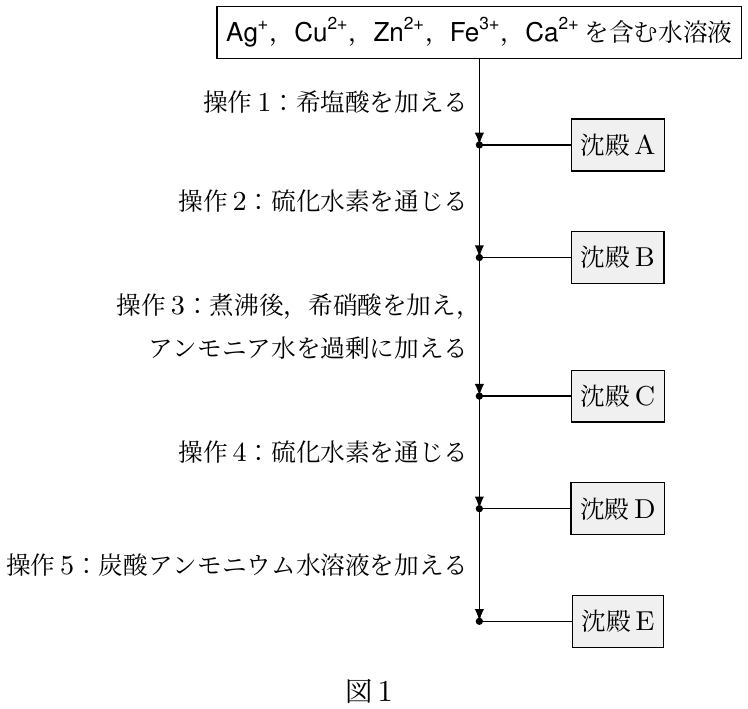 Ag⁺，Cu²⁺，Zn²⁺，Fe³⁺，Ca²⁺ を含む水溶液
操作 1：希塩酸を加える
沈殿 A
操作 2：硫化水素を通じる
沈殿 B
操作 3：煮沸後，希硝酸を加え，
アンモニア水を過剰に加える
沈殿 C
操作 4：硫化水素を通じる
沈殿 D
操作 5：炭酸アンモニウム水溶液を加える
沈殿 E
図 1